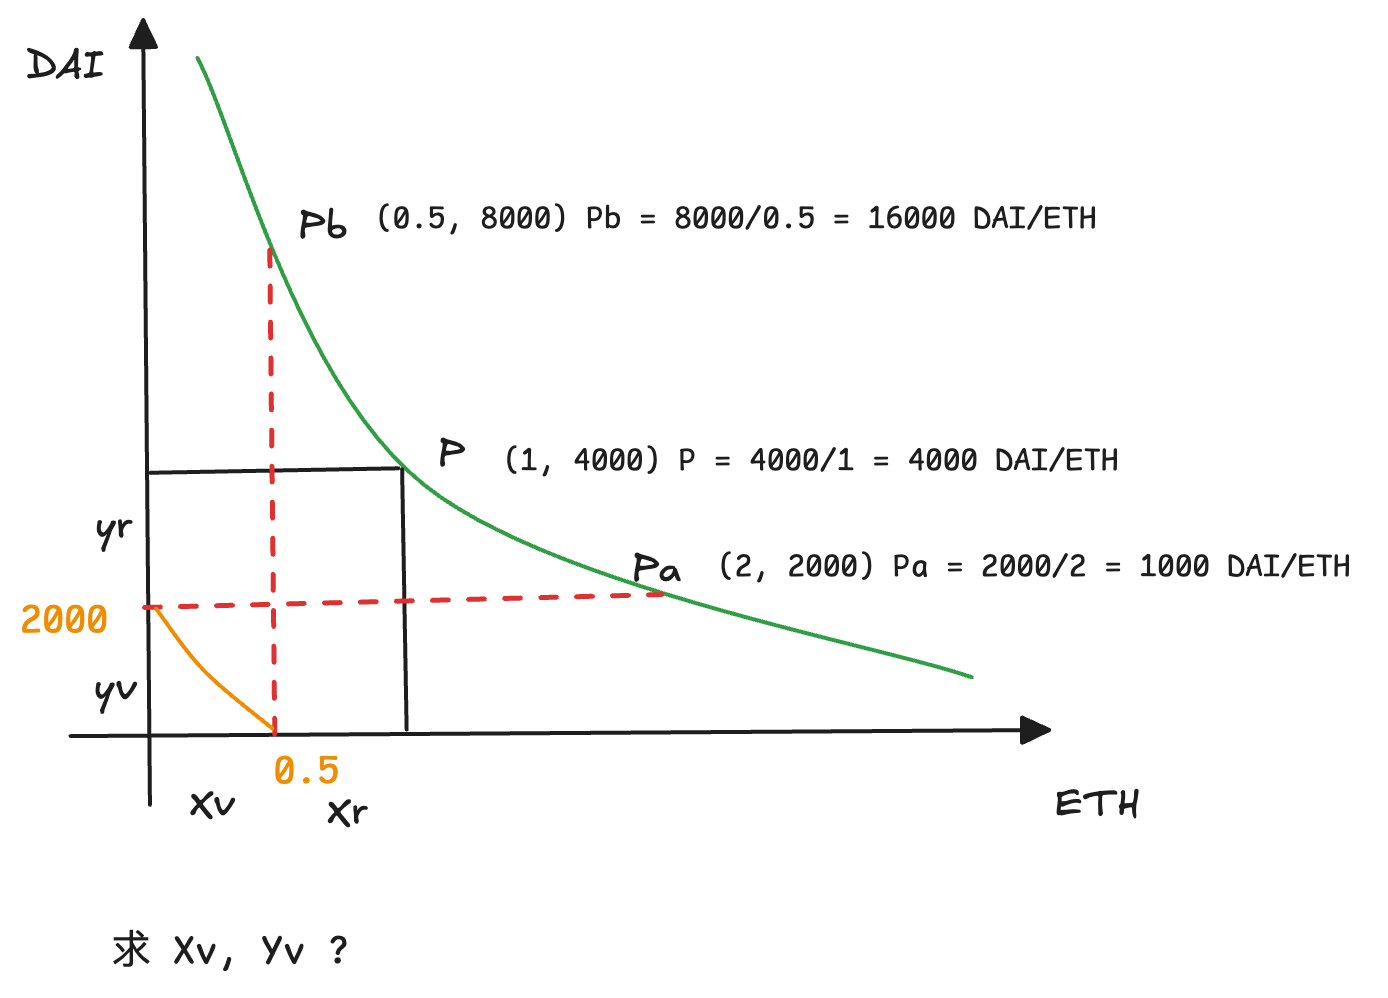 DAI
Pb (0.5, 8000) Pb = 8000/0.5 = 16000 DAI/ETH
P (1, 4000) P = 4000/1 = 4000 DAI/ETH
yr
Pa (2, 2000) Pa = 2000/2 = 1000 DAI/ETH
2000
yv
0.5
xv
xr
ETH
求 Xv, Yv ?